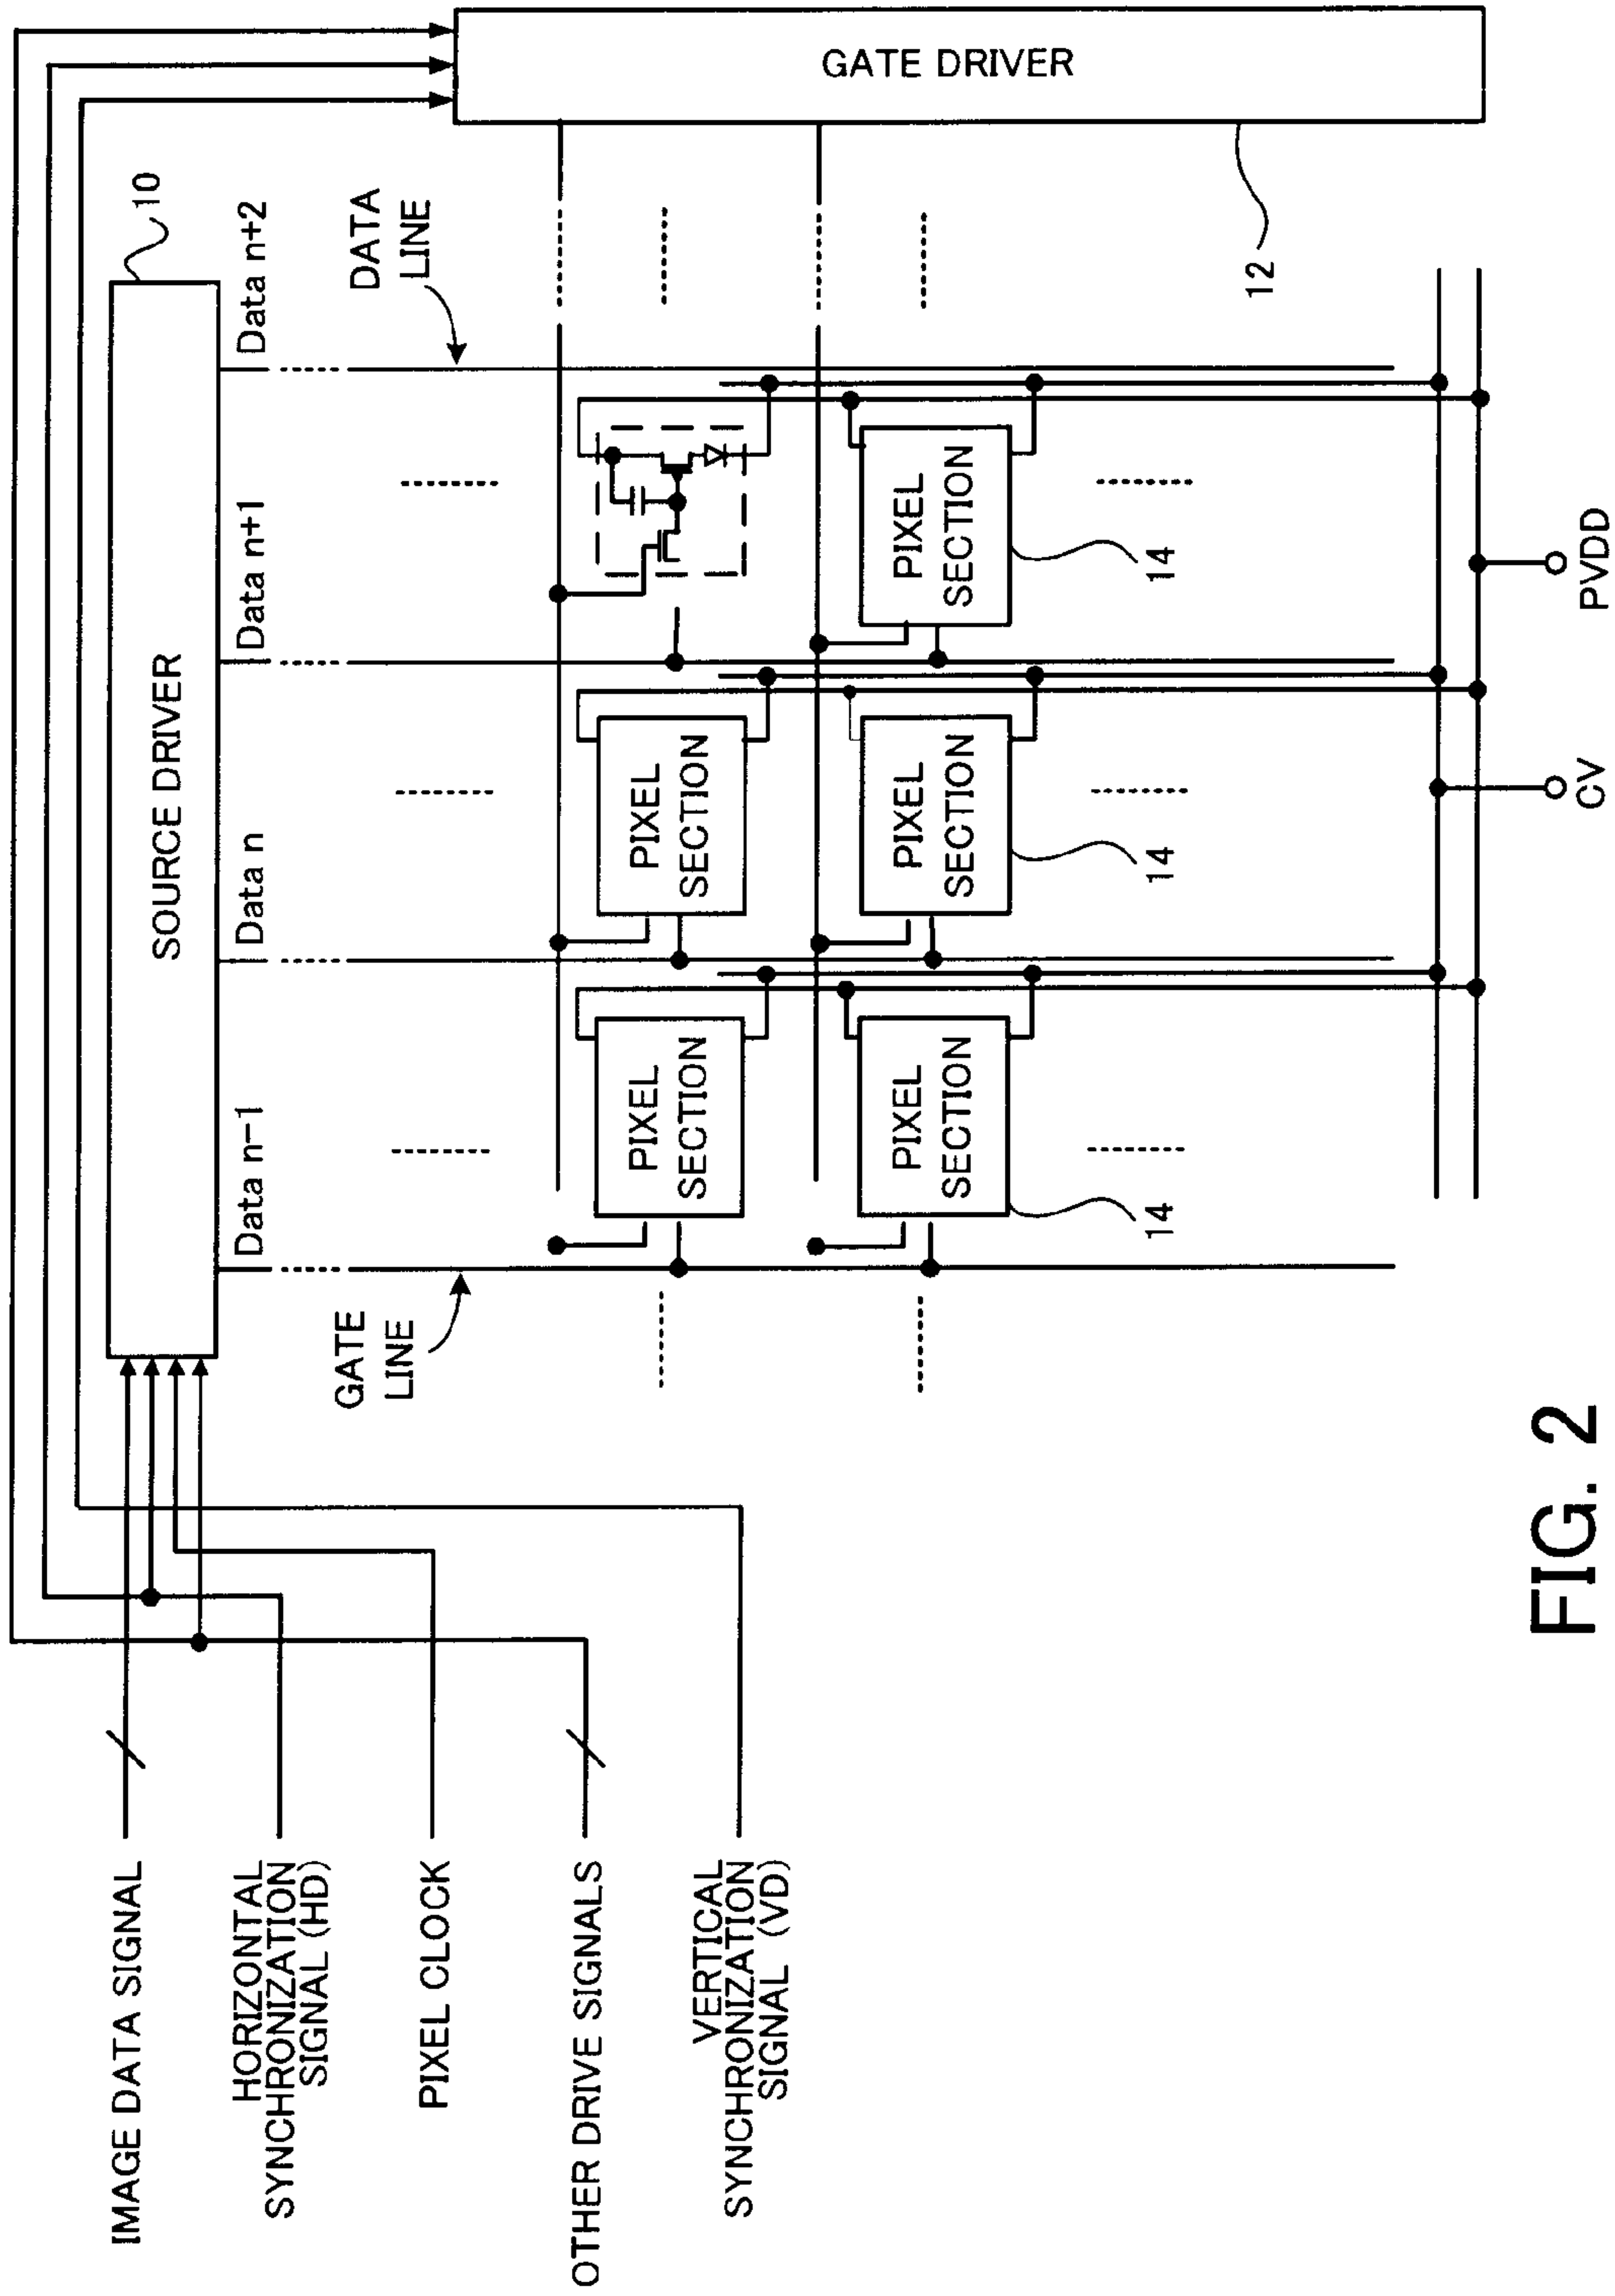 IMAGE DATA SIGNAL
HORIZONTAL
SYNCHRONIZATION
SIGNAL (HD)
PIXEL CLOCK
OTHER DRIVE SIGNALS
VERTICAL
SYNCHRONIZATION
SIGNAL (VD)
SOURCE DRIVER
10
Data n-1
Data n
Data n+1
Data n+2
GATE
LINE
DATA
LINE
GATE DRIVER
12
PIXEL
SECTION
PIXEL
SECTION
PIXEL
SECTION
14
PIXEL
SECTION
14
PIXEL
SECTION
14
CV
PVDD
FIG. 2